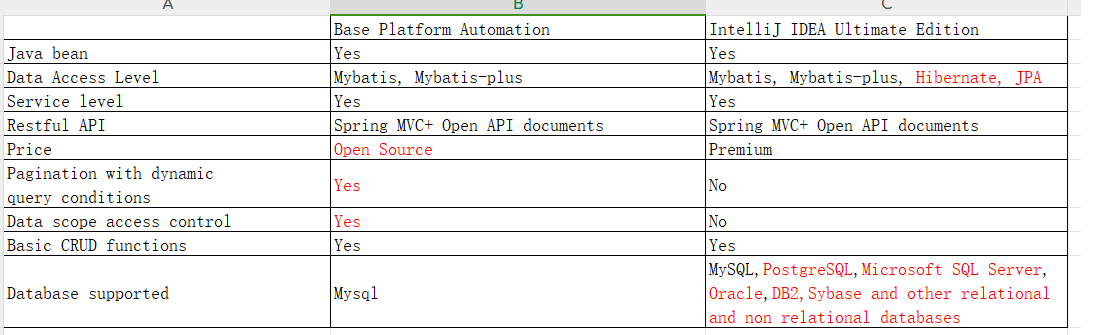 A B C
Base Platform Automation IntelliJ IDEA Ultimate Edition
Java bean Yes Yes
Data Access Level Mybatis, Mybatis-plus Mybatis, Mybatis-plus, Hibernate, JPA
Service level Yes Yes
Restful API Spring MVC+ Open API documents Spring MVC+ Open API documents
Price Open Source Premium
Pagination with dynamic
query conditions Yes No
Data scope access control Yes No
Basic CRUD functions Yes Yes
Database supported Mysql MySQL,PostgreSQL,Microsoft SQL Server,
Oracle,DB2,Sybase and other relational
and non relational databases